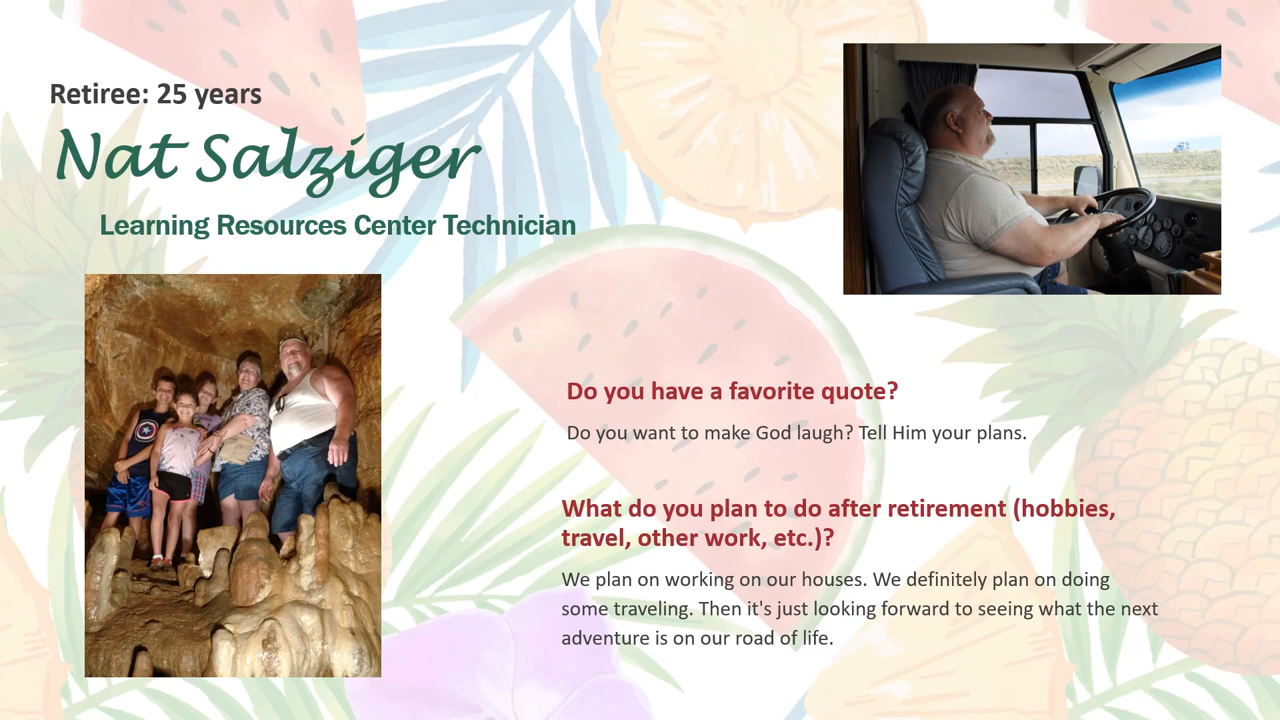 Retiree: 25 years
Nat Salziger
Learning Resources Center Technician
Do you have a favorite quote?
Do you want to make God laugh? Tell Him your plans.
What do you plan to do after retirement (hobbies,
travel, other work, etc.)?
We plan on working on our houses. We definitely plan on doing
some traveling. Then it's just looking forward to seeing what the next
adventure is on our road of life.